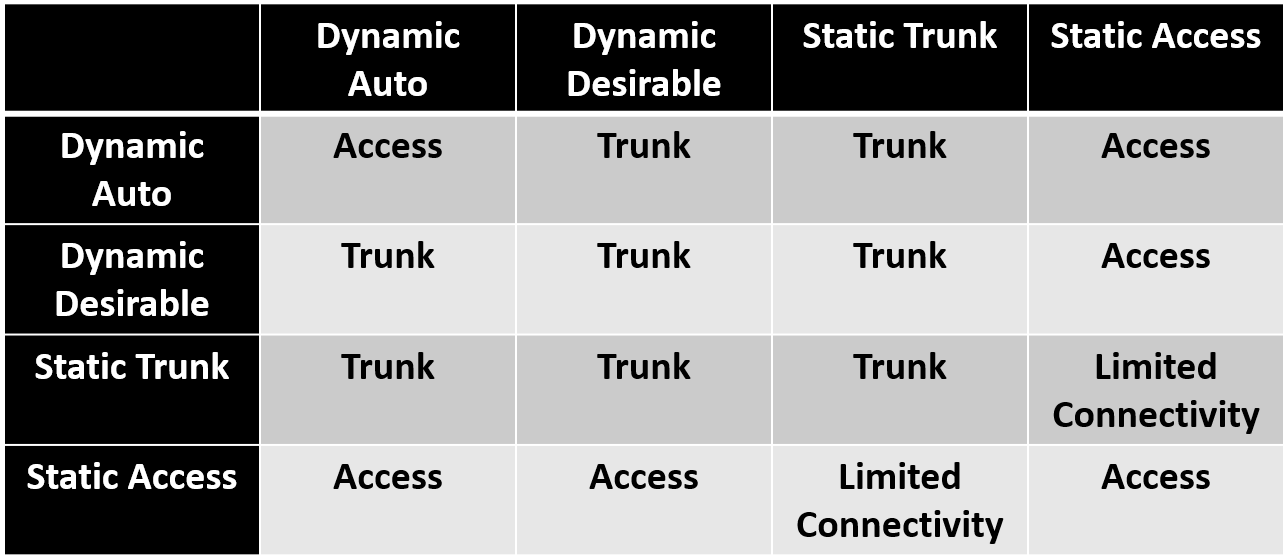 Dynamic Auto Dynamic Desirable Static Trunk Static Access
Dynamic Auto Access Trunk Trunk Access
Dynamic Desirable Trunk Trunk Trunk Access
Static Trunk Trunk Trunk Trunk Limited Connectivity
Static Access Access Access Limited Connectivity Access